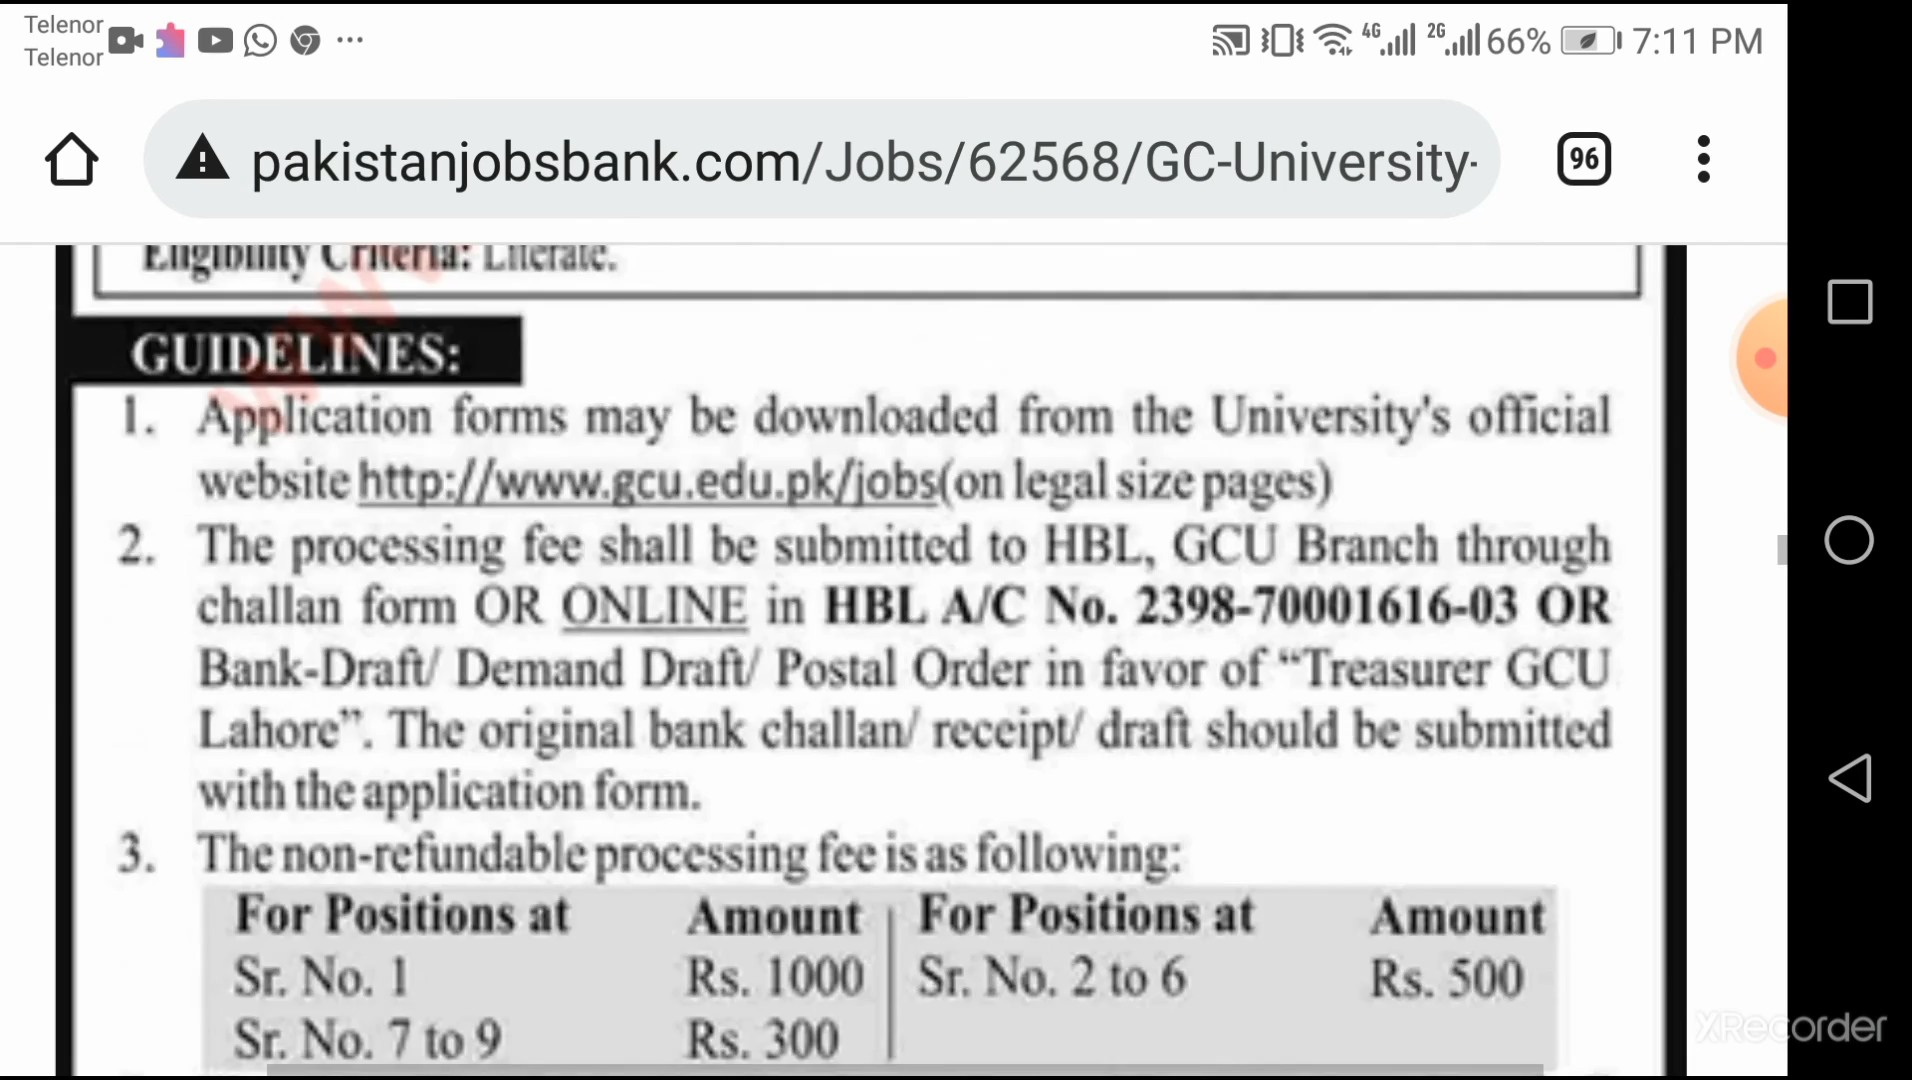 Telenor
Telenor
4G 2G 66% 7:11 PM
pakistanjobsbank.com/Jobs/62568/GC-University-
96
Eligibility Criteria: Literate.
GUIDELINES:
1. Application forms may be downloaded from the University's official
website http://www.gcu.edu.pk/jobs(on legal size pages)
2. The processing fee shall be submitted to HBL, GCU Branch through
challan form OR ONLINE in HBL A/C No. 2398-70001616-03 OR
Bank-Draft/ Demand Draft/ Postal Order in favor of “Treasurer GCU
Lahore”. The original bank challan/ receipt/ draft should be submitted
with the application form.
3. The non-refundable processing fee is as following:
For Positions at Amount For Positions at Amount
Sr. No. 1 Rs. 1000 Sr. No. 2 to 6 Rs. 500
Sr. No. 7 to 9 Rs. 300
XRecorder